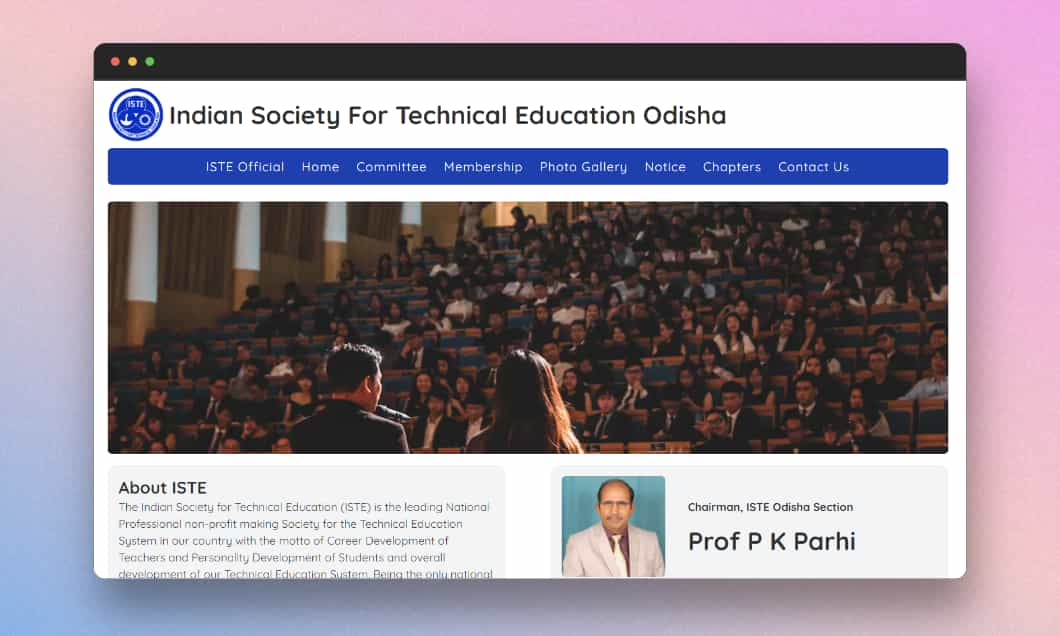 ISTE
Indian Society For Technical Education Odisha
ISTE Official Home Committee Membership Photo Gallery Notice Chapters Contact Us
About ISTE
The Indian Society for Technical Education (ISTE) is the leading National
Professional non-profit making Society for the Technical Education
System in our country with the motto of Career Development of
Teachers and Personality Development of Students and overall
development of our Technical Education System. Being the only national
Chairman, ISTE Odisha Section
Prof P K Parhi